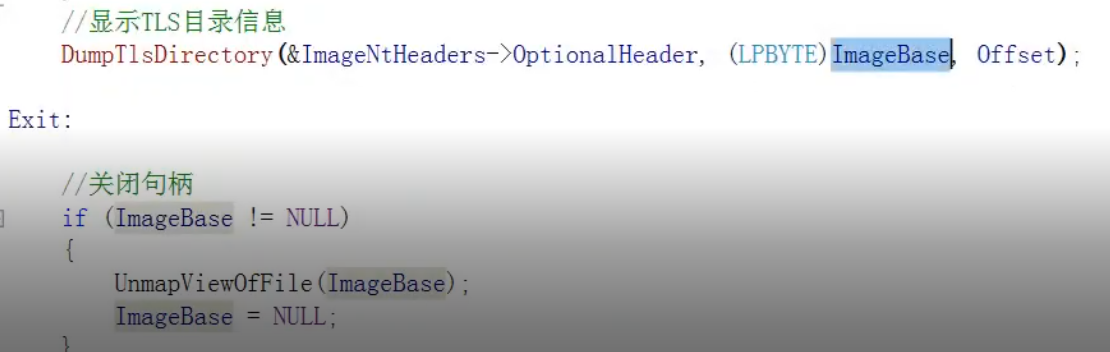 //显示TLS目录信息
DumpTlsDirectory(&ImageNtHeaders->OptionalHeader, (LPBYTE)ImageBase, Offset);
Exit:
//关闭句柄
if (ImageBase != NULL)
{
UnmapViewOfFile(ImageBase);
ImageBase = NULL;
}